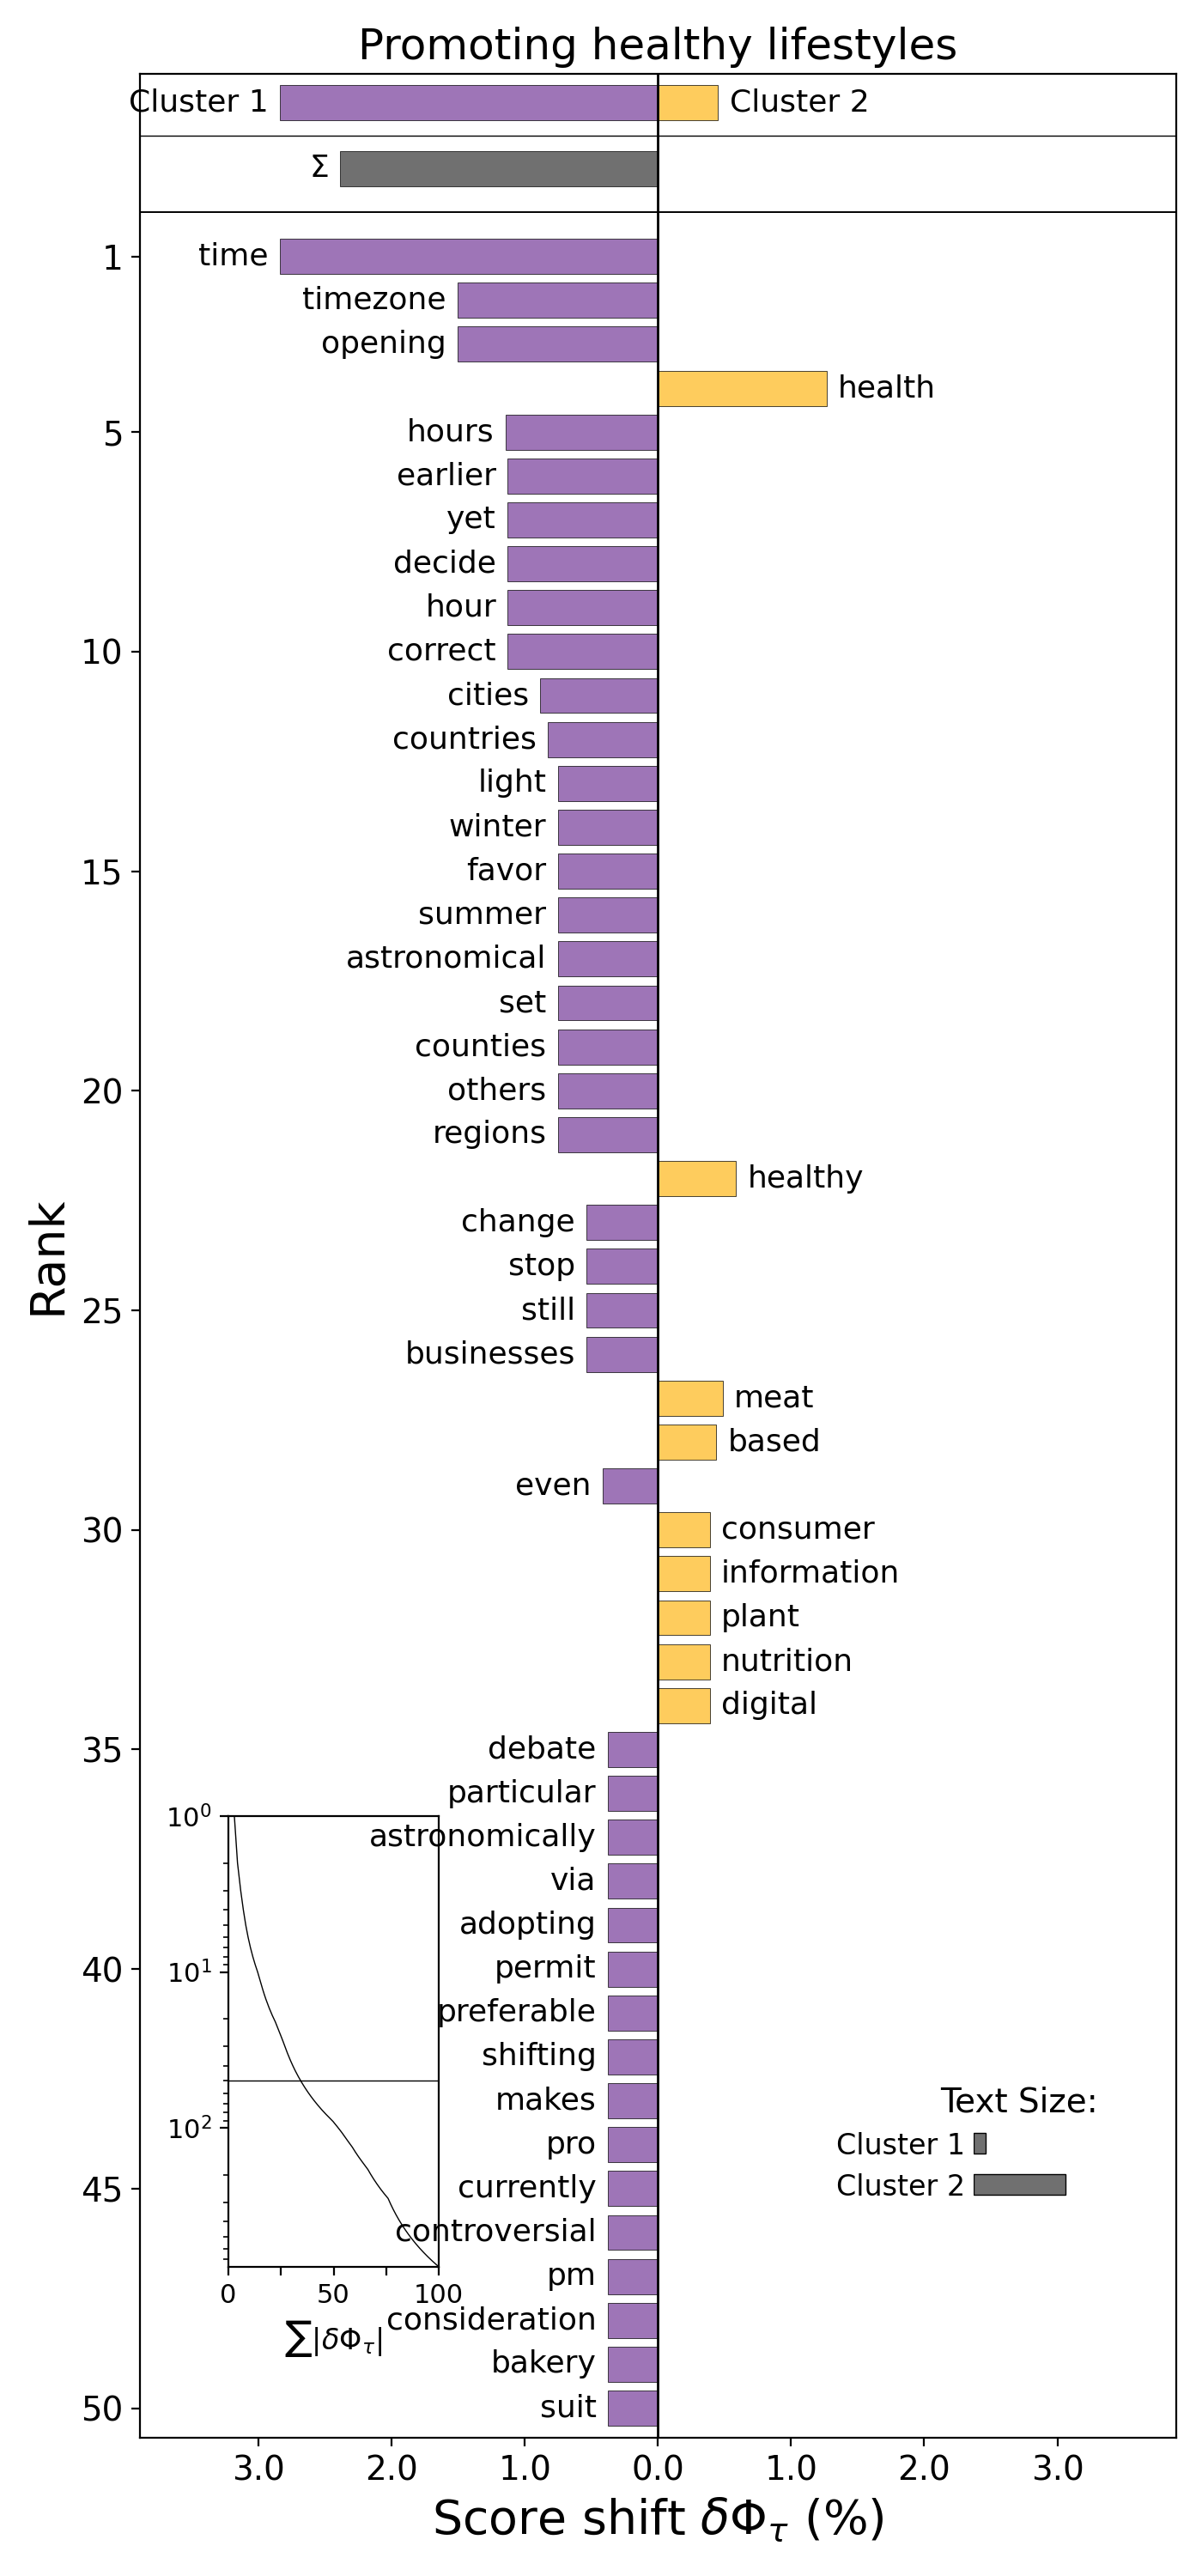 Promoting healthy lifestyles
Cluster 1 Cluster 2
Σ
1 time
timezone
opening
health
5 hours
earlier
yet
decide
hour
10 correct
cities
countries
light
winter
15 favor
summer
astronomical
set
counties
20 others
regions
healthy
change
stop
25 still
businesses
meat
based
even
30 consumer
information
plant
nutrition
digital
35 debate
particular
astronomically
via
adopting
40 permit
preferable
shifting
makes
pro
45 currently
controversial
pm
consideration
bakery
50 suit
Rank
10⁰
10¹
10²
0 50 100
∑|δΦτ|
Text Size:
Cluster 1
Cluster 2
3.0 2.0 1.0 0.0 1.0 2.0 3.0
Score shift δΦτ (%)